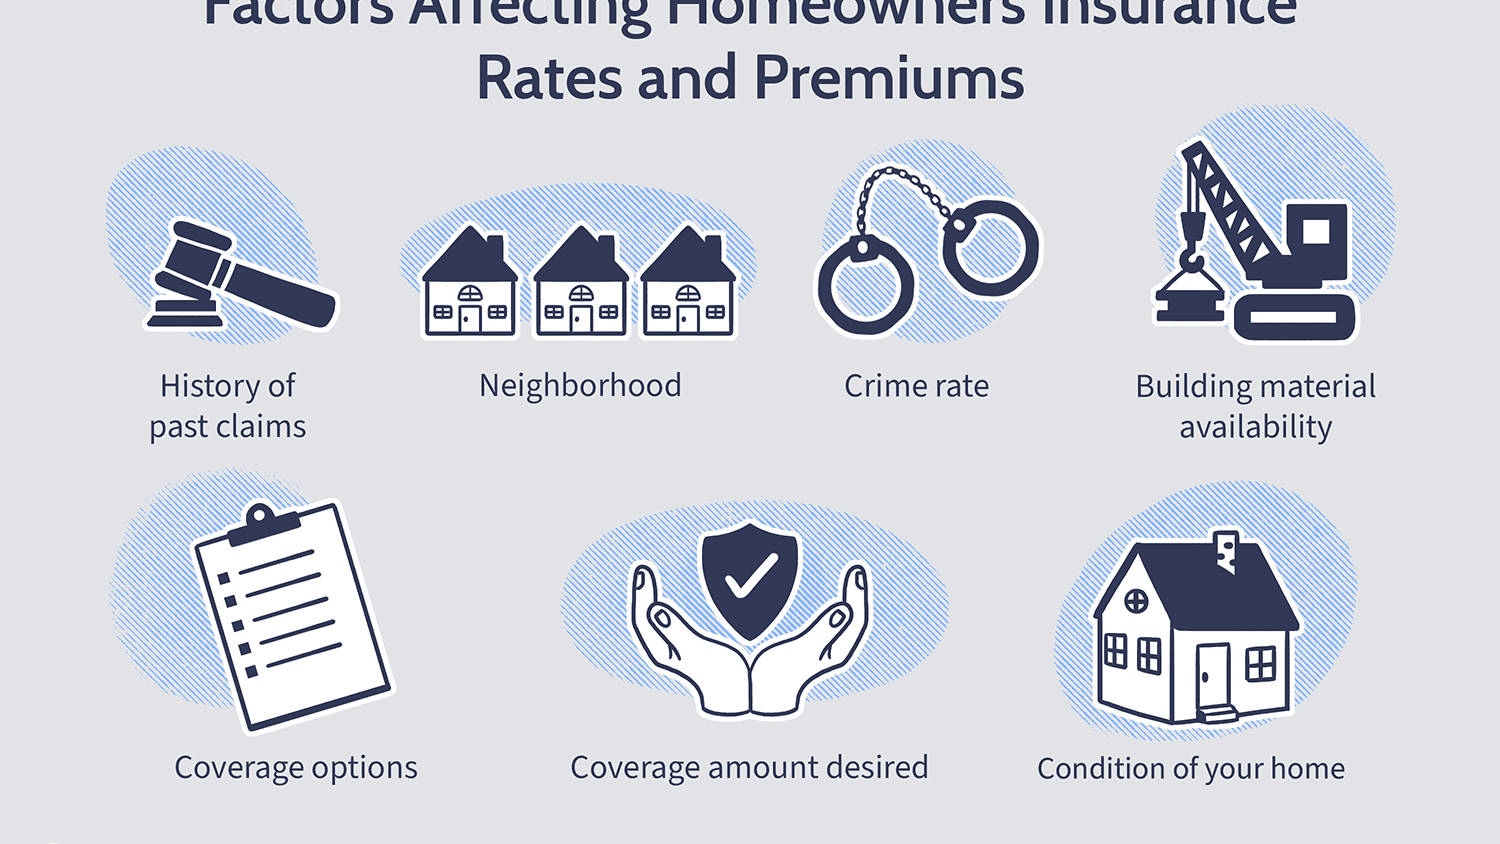 Factors Affecting Homeowners Insurance
Rates and Premiums
History of
past claims
Neighborhood
Crime rate
Building material
availability
Coverage options
Coverage amount desired
Condition of your home